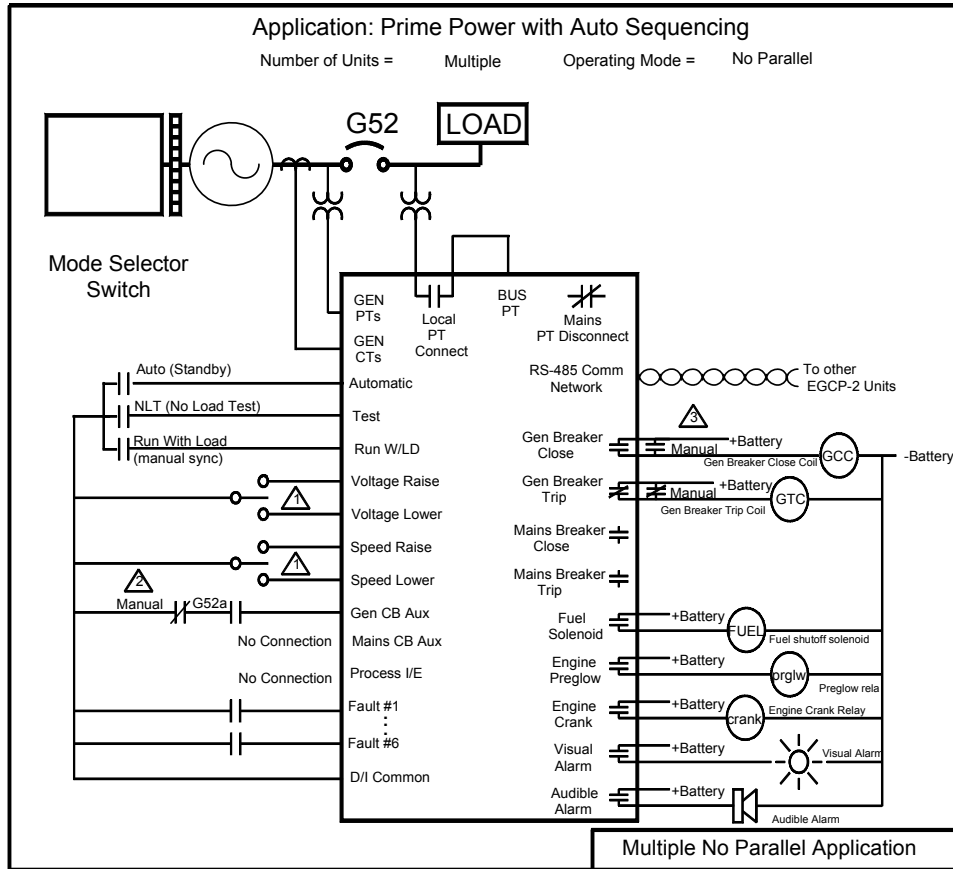 Application: Prime Power with Auto Sequencing
Number of Units = Multiple Operating Mode = No Parallel
G52
LOAD
Mode Selector
Switch
GEN
PTs
GEN
CTs
Local
PT
Connect
BUS
PT
Mains
PT Disconnect
RS-485 Comm
Network
To other
EGCP-2 Units
Auto (Standby)
Automatic
NLT (No Load Test)
Test
Run With Load
(manual sync)
Run W/LD
Voltage Raise
1
Voltage Lower
Speed Raise
1
Speed Lower
2
Manual
G52a
Gen CB Aux
No Connection
Mains CB Aux
No Connection
Process I/E
Fault #1
Fault #6
D/I Common
3
Gen Breaker
Close
Manual
+Battery
Gen Breaker Close Coil
GCC
-Battery
Gen Breaker
Trip
Manual
+Battery
Gen Breaker Trip Coil
GTC
Mains Breaker
Close
Mains Breaker
Trip
Fuel
Solenoid
+Battery
FUEL
Fuel shutoff solenoid
Engine
Preglow
+Battery
prglw
Preglow rela
Engine
Crank
+Battery
crank
Engine Crank Relay
Visual
Alarm
+Battery
Visual Alarm
Audible
Alarm
+Battery
Audible Alarm
Multiple No Parallel Application